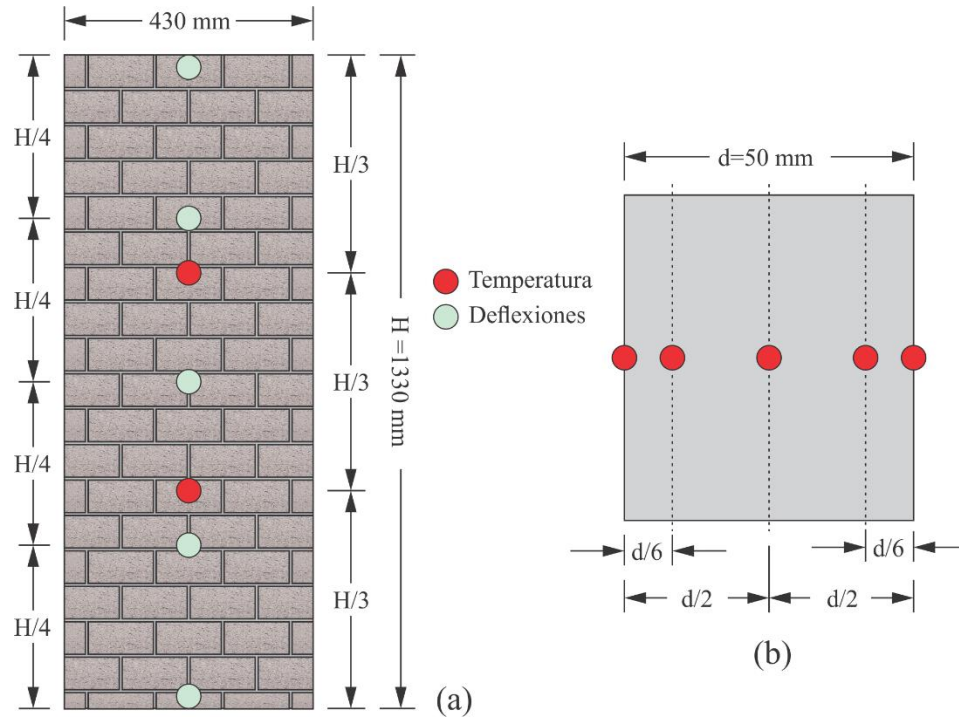 430 mm
H/4
H/4
H/4
H/4
H/3
H/3
H/3
H =1330 mm
Temperatura
Deflexiones
(a)
d=50 mm
d/6
d/6
d/2
d/2
(b)